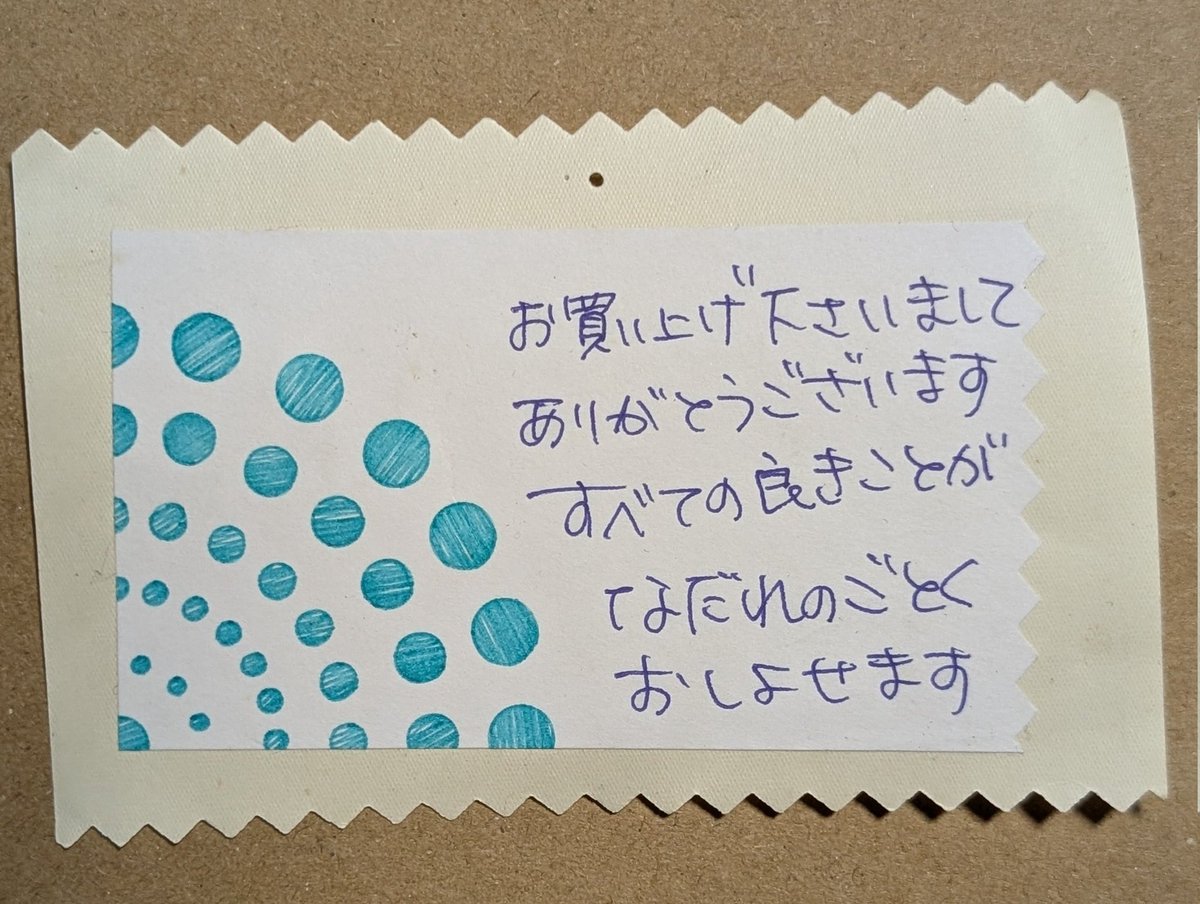 お買い上げ下さいまして
ありがとうございます
すべての良きことが
なだれのごとく
おしよせます